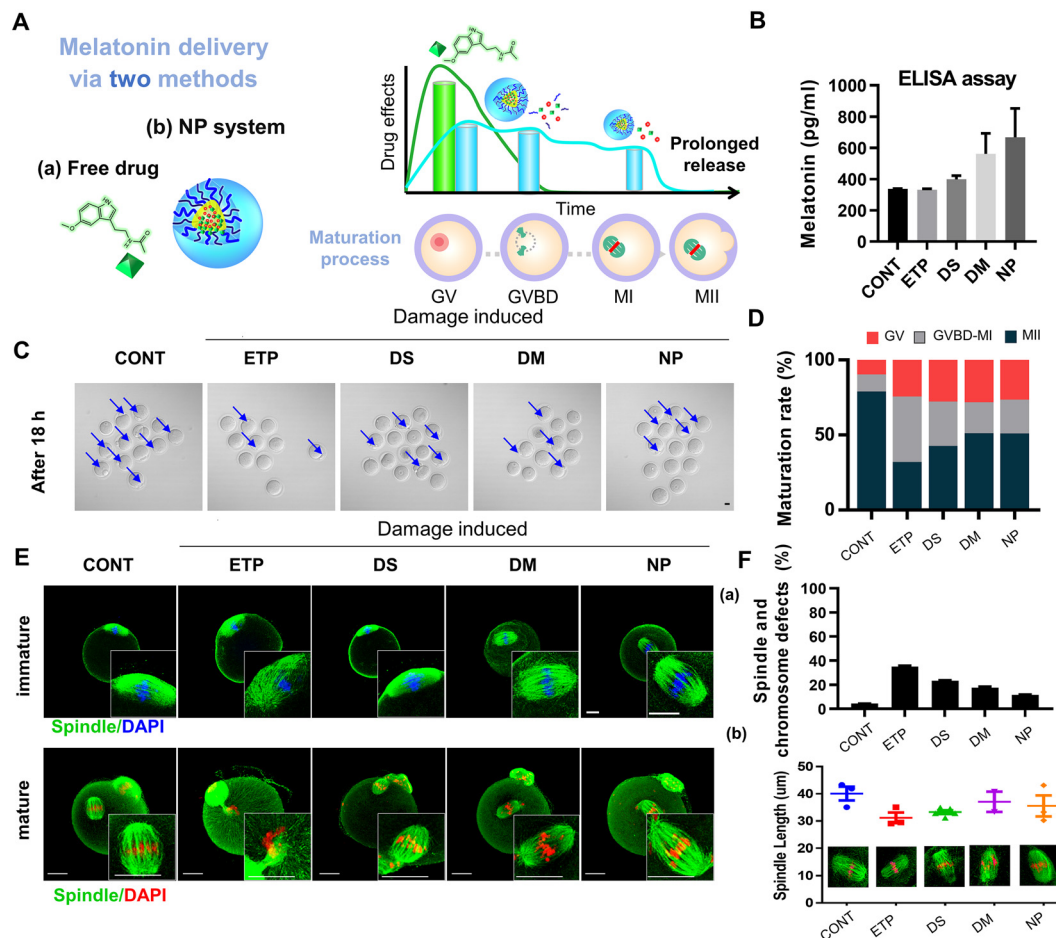 A
Melatonin delivery
via two methods
(b) NP system
(a) Free drug
Drug effects
Prolonged
release
Time
Maturation
process
GV
GVBD
MI
MII
B
ELISA assay
Melatonin (pg/ml)
1000
800
600
400
200
0
CONT
ETP
DS
DM
NP
C
Damage induced
CONT
ETP
DS
DM
NP
After 18 h
D
GV
GVBD-MI
MII
Maturation rate (%)
100
50
0
CONT
ETP
DS
DM
NP
E
Damage induced
CONT
ETP
DS
DM
NP
immature
Spindle/DAPI
mature
Spindle/DAPI
F
(a)
Spindle and
chromosome defects (%)
100
80
60
40
20
0
CONT
ETP
DS
DM
NP
(b)
Spindle Length (um)
50
40
30
20
10
0
CONT
ETP
DS
DM
NP